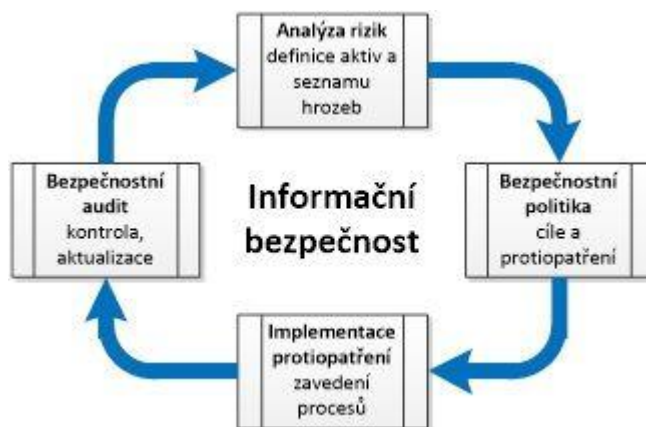 Analýza rizik
definice aktiv a
seznamu
hrozeb
Bezpečnostní
audit
kontrola,
aktualizace
Informační
bezpečnost
Bezpečnostní
politika
cíle a
protiopatření
Implementace
protiopatření
zavedení
procesů